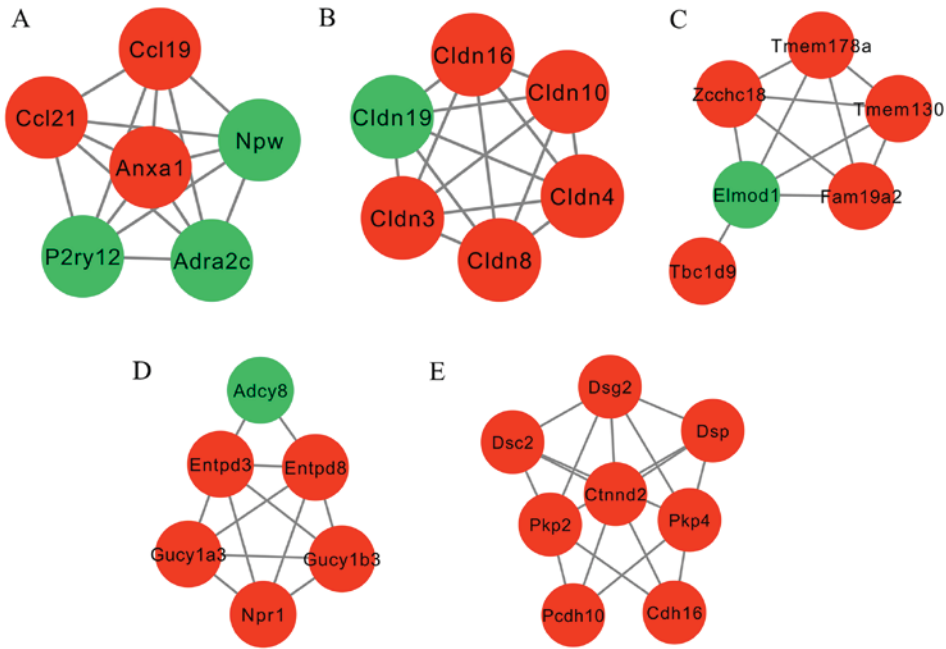 A
Ccl19
Ccl21
Npw
Anxa1
P2ry12
Adra2c
B
Cldn16
Cldn10
Cldn19
Cldn4
Cldn3
Cldn8
C
Tmem178a
Zcchc18
Tmem130
Elmod1
Fam19a2
Tbc1d9
D
Adcy8
Entpd3
Entpd8
Gucy1a3
Gucy1b3
Npr1
E
Dsg2
Dsc2
Dsp
Ctnnd2
Pkp2
Pkp4
Pcdh10
Cdh16